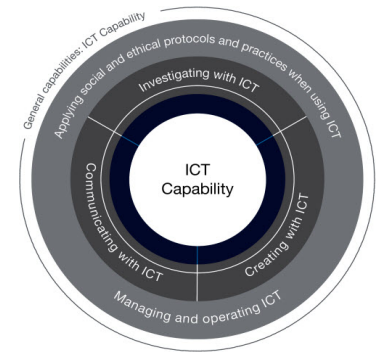 General capabilities: ICT Capability
Applying social and ethical protocols and practices when using ICT
Investigating with ICT
ICT
Capability
Communicating with ICT
Creating with ICT
Managing and operating ICT